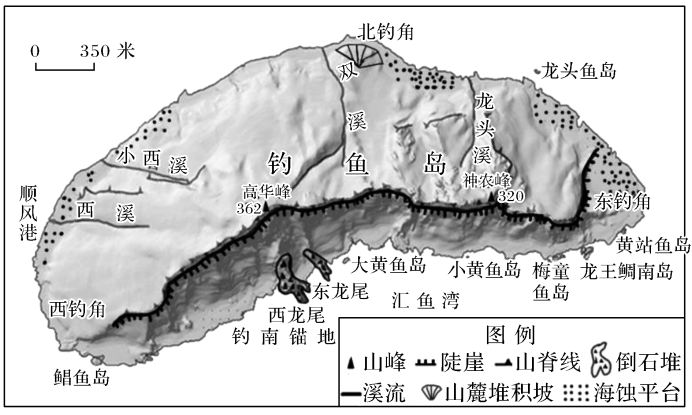 北钓角
0 350 米
龙头鱼岛
双溪
龙头溪
小西溪
钓鱼岛
高华峰
362
神农峰
320
顺风港
西溪
东钓角
黄站鱼岛
大黄鱼岛
小黄鱼岛
梅童鱼岛
龙王鲷南岛
东龙尾
西龙尾
汇鱼湾
西钓角
钓南锚地
鲳鱼岛
图例
山峰 陡崖 山脊线 倒石堆
溪流 山麓堆积坡 海蚀平台